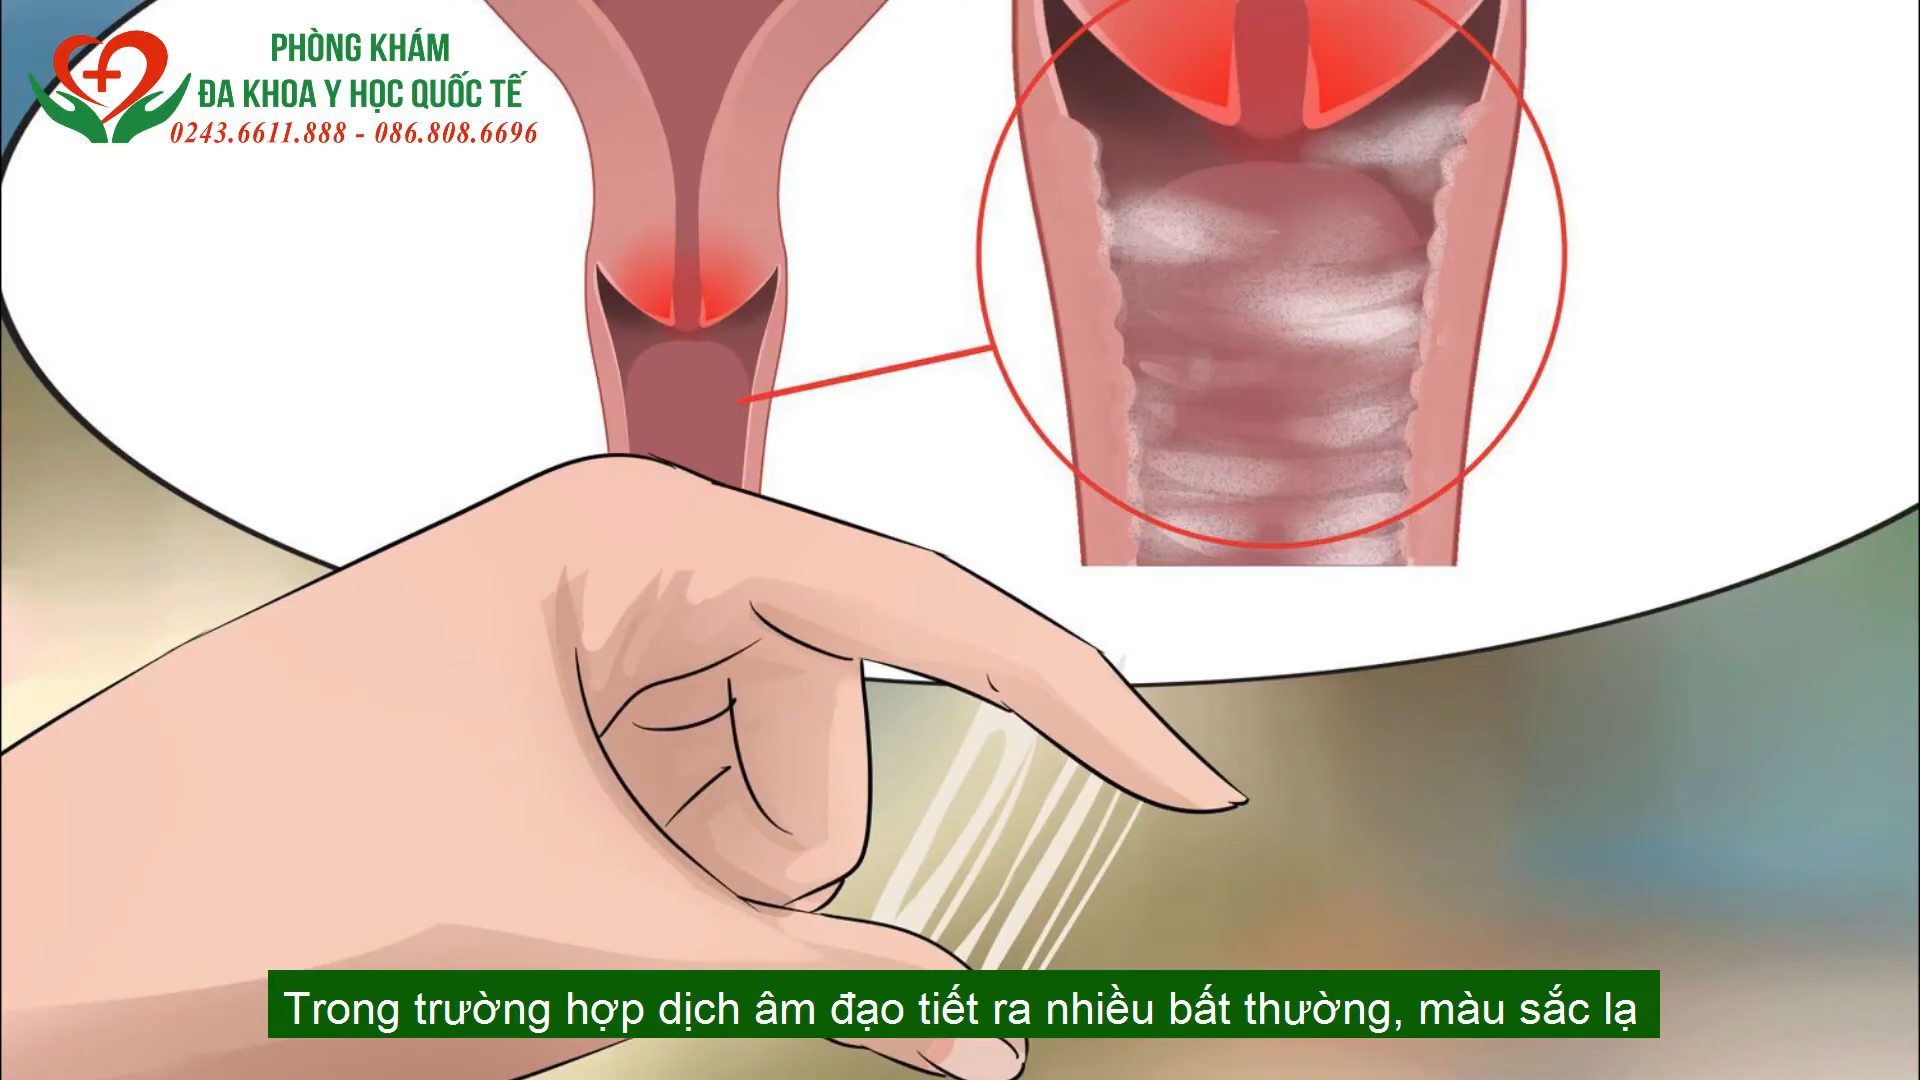 PHÒNG KHÁM
ĐA KHOA Y HỌC QUỐC TẾ
0243.6611.888 - 086.808.6696
Trong trường hợp dịch âm đạo tiết ra nhiều bất thường, màu sắc lạ